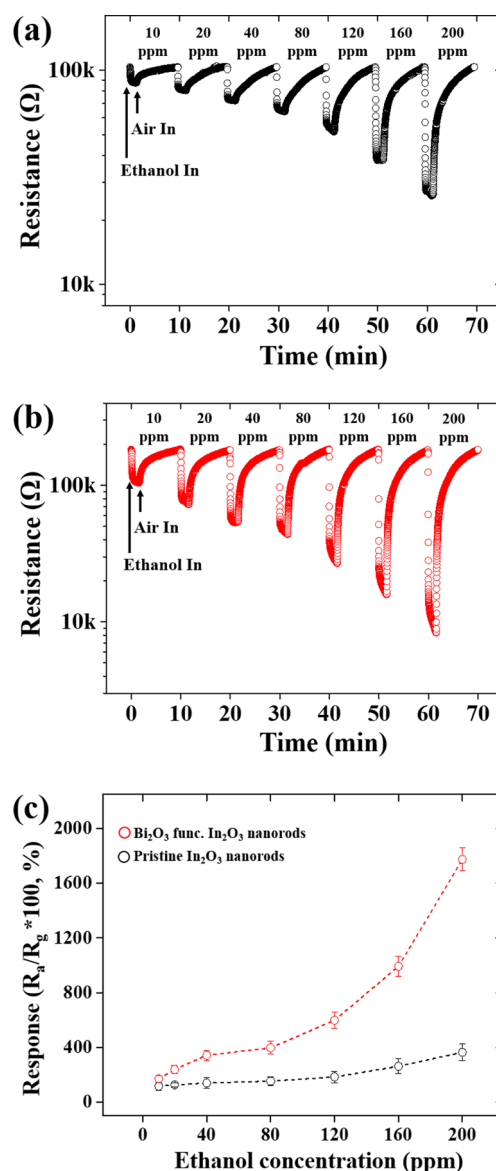 (a)
10 20 40 80 120 160 200
ppm ppm ppm ppm ppm ppm ppm
100k
Air In
Ethanol In
10k
Resistance (Ω)
0 10 20 30 40 50 60 70
Time (min)
(b)
10 20 40 80 120 160 200
ppm ppm ppm ppm ppm ppm ppm
100k
Air In
Ethanol In
10k
Resistance (Ω)
0 10 20 30 40 50 60 70
Time (min)
(c)
2000
Bi₂O₃ func. In₂O₃ nanorods
Pristine In₂O₃ nanorods
1600
1200
800
400
0
Response (Rₐ/R_g *100, %)
0 40 80 120 160 200
Ethanol concentration (ppm)